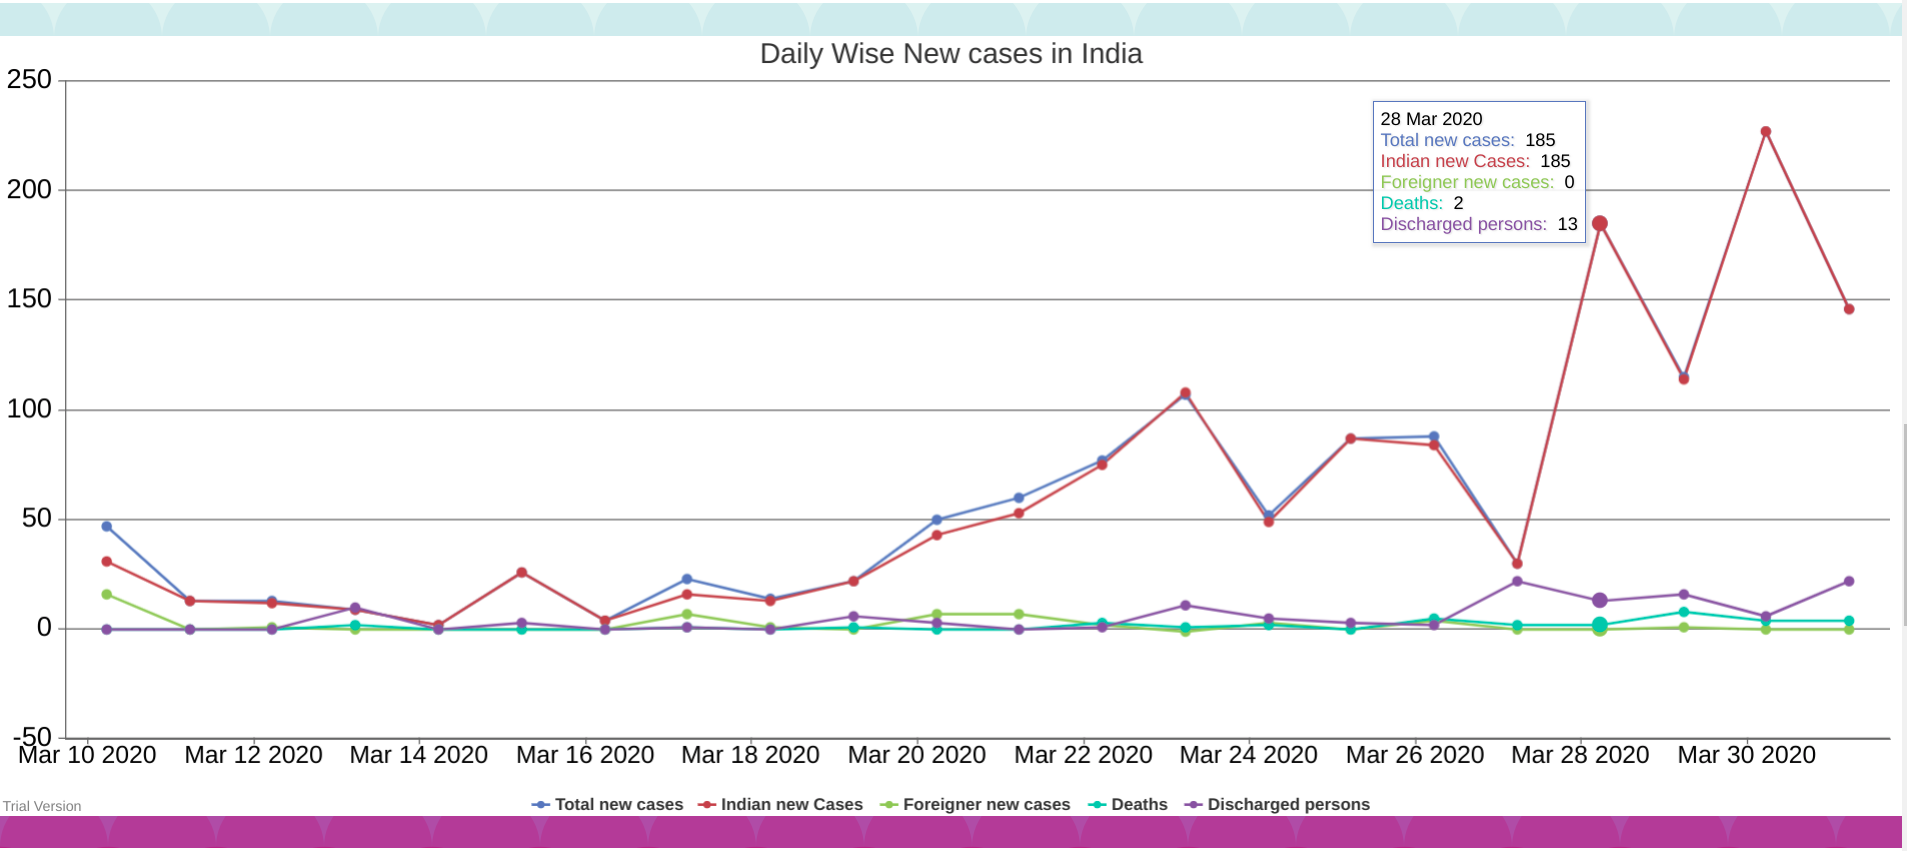 Daily Wise New cases in India
250
200
150
100
50
0
-50
28 Mar 2020
Total new cases: 185
Indian new Cases: 185
Foreigner new cases: 0
Deaths: 2
Discharged persons: 13
Mar 10 2020 Mar 12 2020 Mar 14 2020 Mar 16 2020 Mar 18 2020 Mar 20 2020 Mar 22 2020 Mar 24 2020 Mar 26 2020 Mar 28 2020 Mar 30 2020
Total new cases Indian new Cases Foreigner new cases Deaths Discharged persons
Trial Version